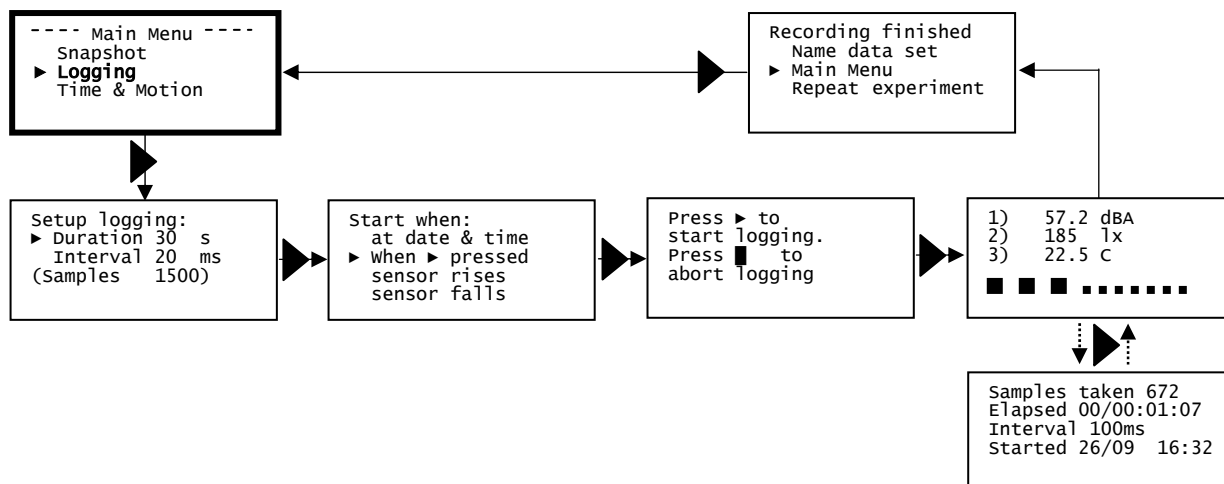 ---- Main Menu ----
Snapshot
► Logging
Time & Motion
Recording finished
Name data set
► Main Menu
Repeat experiment
Setup logging:
► Duration 30 s
Interval 20 ms
(Samples 1500)
Start when:
at date & time
► When ► pressed
sensor rises
sensor falls
Press ► to
start logging.
Press █ to
abort logging
1) 57.2 dBA
2) 185 lx
3) 22.5 C
Samples taken 672
Elapsed 00/00:01:07
Interval 100ms
Started 26/09 16:32